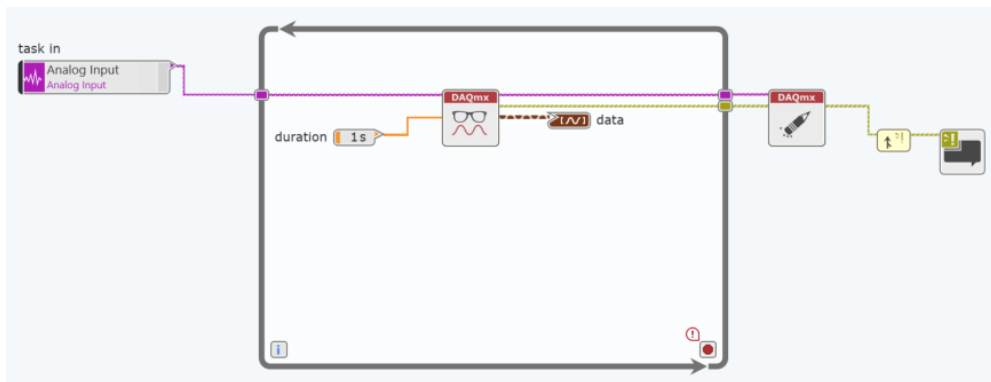 task in
Analog Input
Analog Input
DAQmx
DAQmx
duration
1 s
data
i